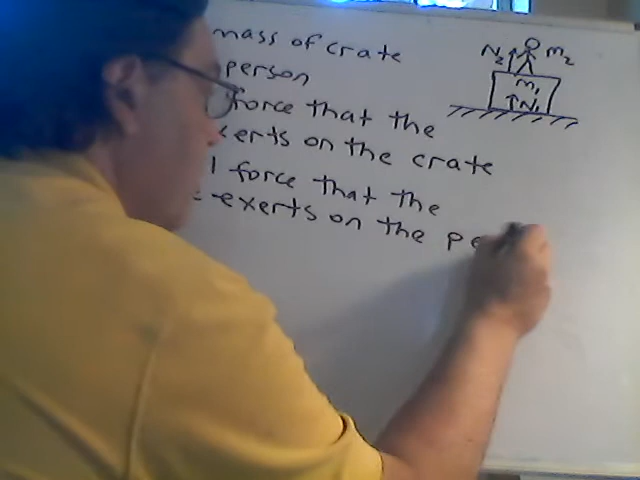 mass of crate
person
force that the
exerts on the crate
force that the
exerts on the pe
N2 m2
m1
N1